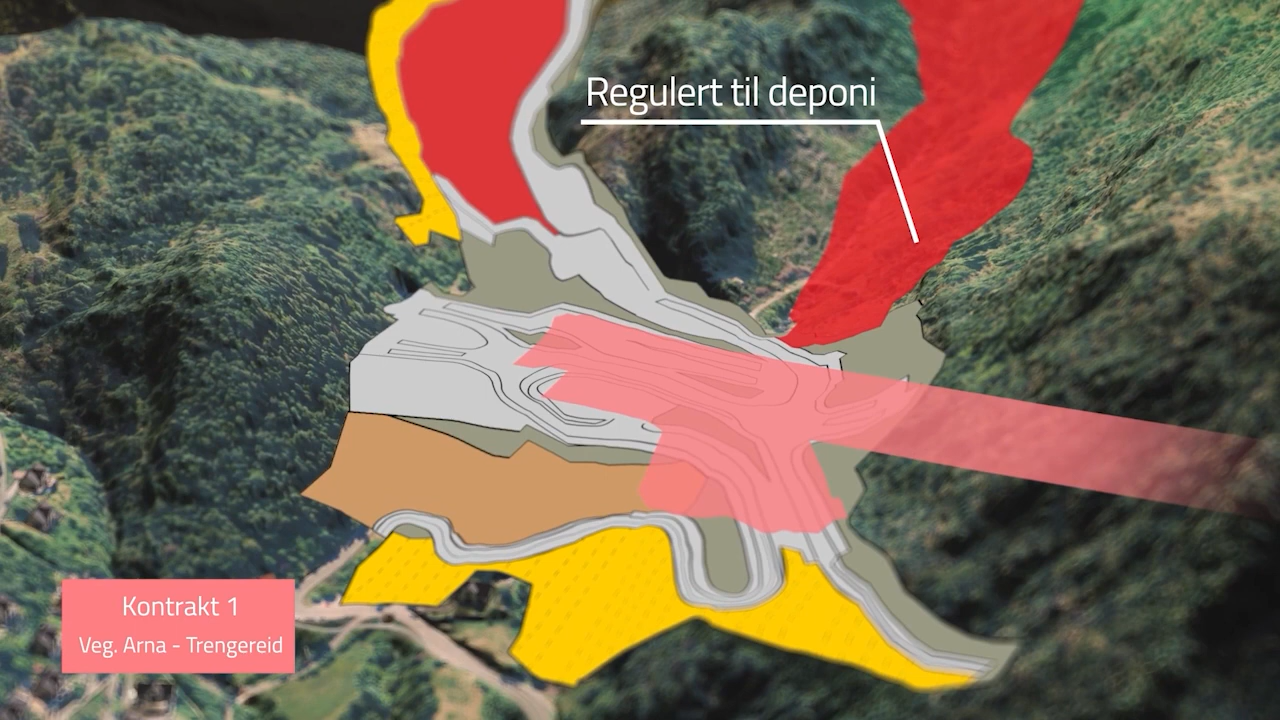 Regulert til deponi
Kontrakt 1
Veg. Arna - Trengereid